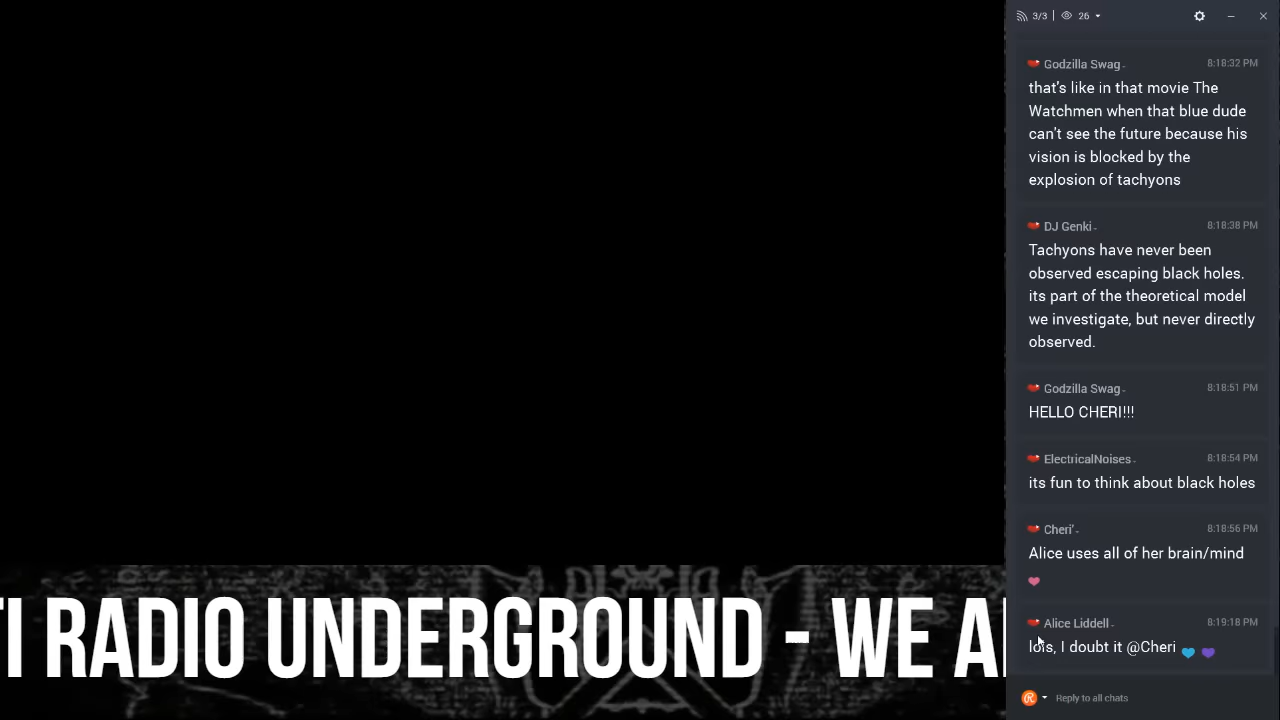 3/3 26
Godzilla Swag - 8:18:32 PM
that's like in that movie The
Watchmen when that blue dude
can't see the future because his
vision is blocked by the
explosion of tachyons
DJ Genki - 8:18:38 PM
Tachyons have never been
observed escaping black holes.
its part of the theoretical model
we investigate, but never directly
observed.
Godzilla Swag - 8:18:51 PM
HELLO CHERI!!!
ElectricalNoises - 8:18:54 PM
its fun to think about black holes
Cheri' - 8:18:56 PM
Alice uses all of her brain/mind
Alice Liddell - 8:19:18 PM
lols, I doubt it @Cheri
Reply to all chats
TI RADIO UNDERGROUND - WE A